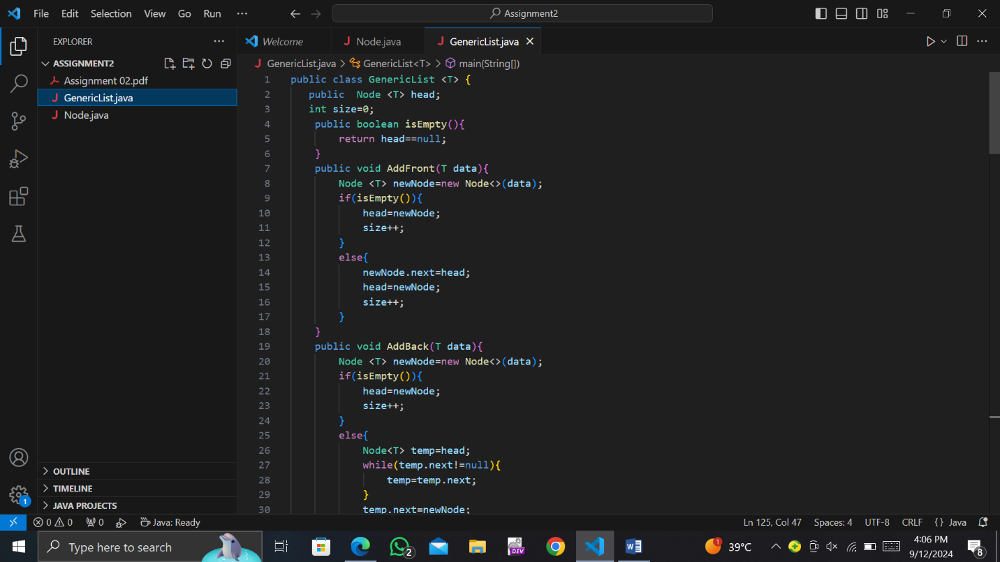 File Edit Selection View Go Run ··· Assignment2
EXPLORER
ASSIGNMENT2
Assignment 02.pdf
GenericList.java
Node.java
OUTLINE
TIMELINE
JAVA PROJECTS
Welcome Node.java GenericList.java
GenericList.java > GenericList<T> > main(String[])
1 public class GenericList <T> {
2 public Node <T> head;
3 int size=0;
4 public boolean isEmpty(){
5 return head==null;
6 }
7 public void AddFront(T data){
8 Node <T> newNode=new Node<>(data);
9 if(isEmpty()){
10 head=newNode;
11 size++;
12 }
13 else{
14 newNode.next=head;
15 head=newNode;
16 size++;
17 }
18 }
19 public void AddBack(T data){
20 Node <T> newNode=new Node<>(data);
21 if(isEmpty()){
22 head=newNode;
23 size++;
24 }
25 else{
26 Node<T> temp=head;
27 while(temp.next!=null){
28 temp=temp.next;
29 }
30 temp.next=newNode;
1
0 0 0 Java: Ready Ln 125, Col 47 Spaces: 4 UTF-8 CRLF {} Java
Type here to search DEV 2 1 39°C 4:06 PM
9/12/2024 8